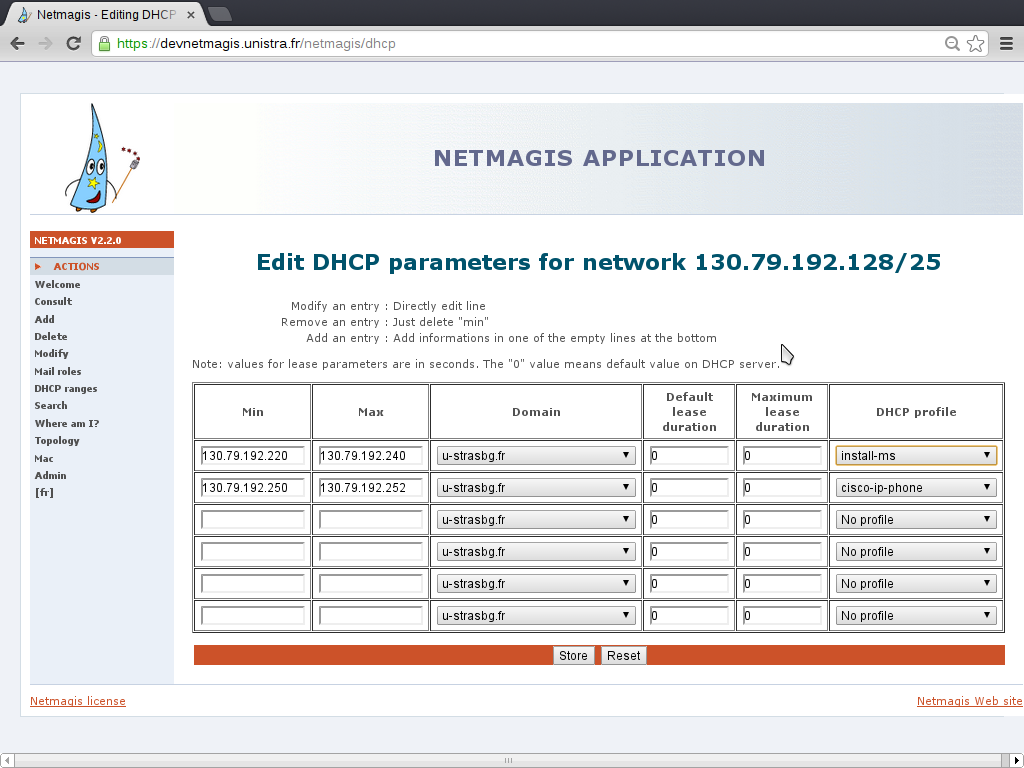 Netmagis - Editing DHCP
https://devnetmagis.unistra.fr/netmagis/dhcp
NETMAGIS APPLICATION
NETMAGIS V2.2.0
ACTIONS
Welcome
Consult
Add
Delete
Modify
Mail roles
DHCP ranges
Search
Where am I?
Topology
Mac
Admin
[fr]
Edit DHCP parameters for network 130.79.192.128/25
Modify an entry : Directly edit line
Remove an entry : Just delete "min"
Add an entry : Add informations in one of the empty lines at the bottom
Note: values for lease parameters are in seconds. The "0" value means default value on DHCP server.
Min Max Domain Default lease duration Maximum lease duration DHCP profile
130.79.192.220 130.79.192.240 u-strasbg.fr 0 0 install-ms
130.79.192.250 130.79.192.252 u-strasbg.fr 0 0 cisco-ip-phone
u-strasbg.fr 0 0 No profile
u-strasbg.fr 0 0 No profile
u-strasbg.fr 0 0 No profile
u-strasbg.fr 0 0 No profile
Store Reset
Netmagis license
Netmagis Web site